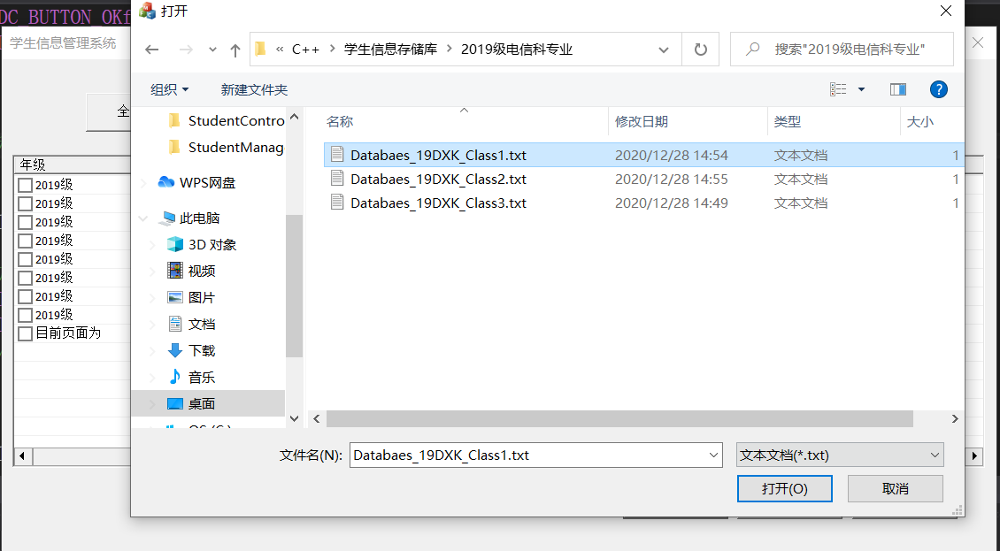 DC_BUTTON_OK
打开
学生信息管理系统
« C++ › 学生信息存储库 › 2019级电信科专业
搜索"2019级电信科专业"
组织
新建文件夹
全
StudentContro
StudentManag
WPS网盘
此电脑
3D 对象
视频
图片
文档
下载
音乐
桌面
名称 修改日期 类型 大小
Databaes_19DXK_Class1.txt 2020/12/28 14:54 文本文档 1
Databaes_19DXK_Class2.txt 2020/12/28 14:55 文本文档 1
Databaes_19DXK_Class3.txt 2020/12/28 14:49 文本文档 1
年级
2019级
2019级
2019级
2019级
2019级
2019级
2019级
2019级
目前页面为
文件名(N): Databaes_19DXK_Class1.txt 文本文档(*.txt)
打开(O) 取消